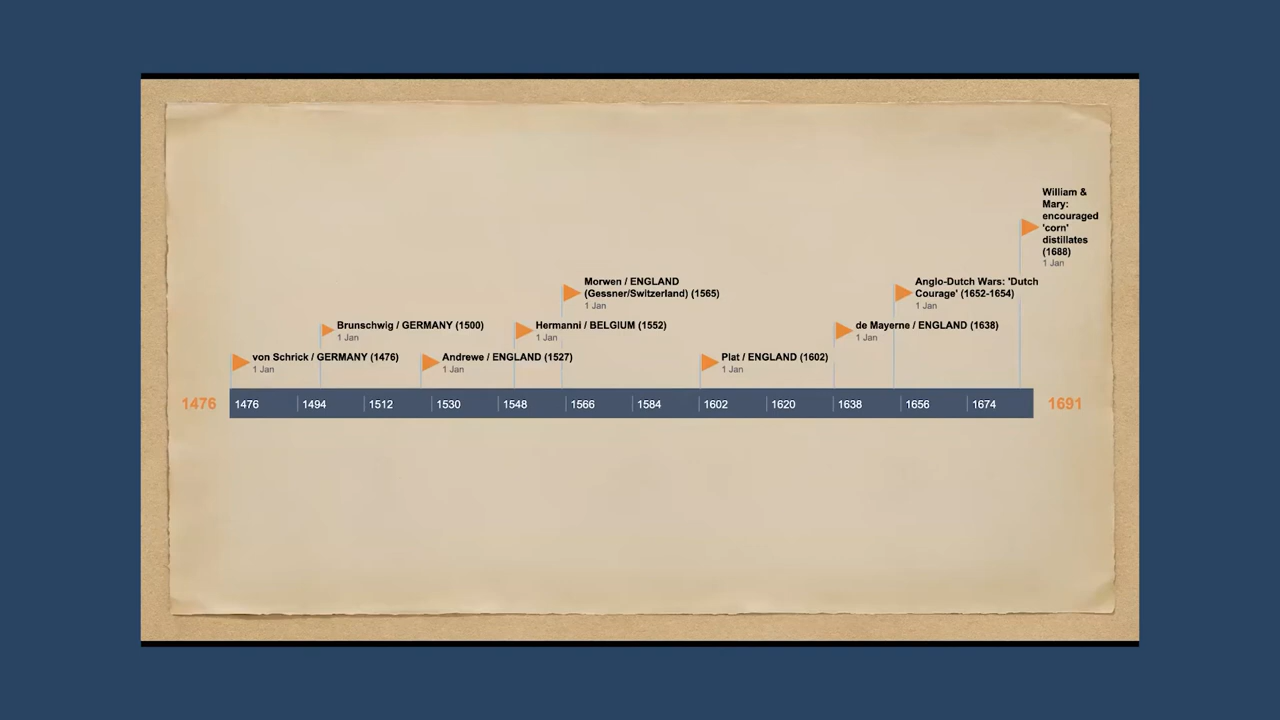 William &
Mary:
encouraged
'corn'
distillates
(1688)
1 Jan
Morwen / ENGLAND
(Gessner/Switzerland) (1565)
1 Jan
Anglo-Dutch Wars: 'Dutch
Courage' (1652-1654)
1 Jan
Brunschwig / GERMANY (1500)
1 Jan
Hermanni / BELGIUM (1552)
1 Jan
de Mayerne / ENGLAND (1638)
1 Jan
von Schrick / GERMANY (1476)
1 Jan
Andrewe / ENGLAND (1527)
1 Jan
Plat / ENGLAND (1602)
1 Jan
1476 1476 1494 1512 1530 1548 1566 1584 1602 1620 1638 1656 1674 1691